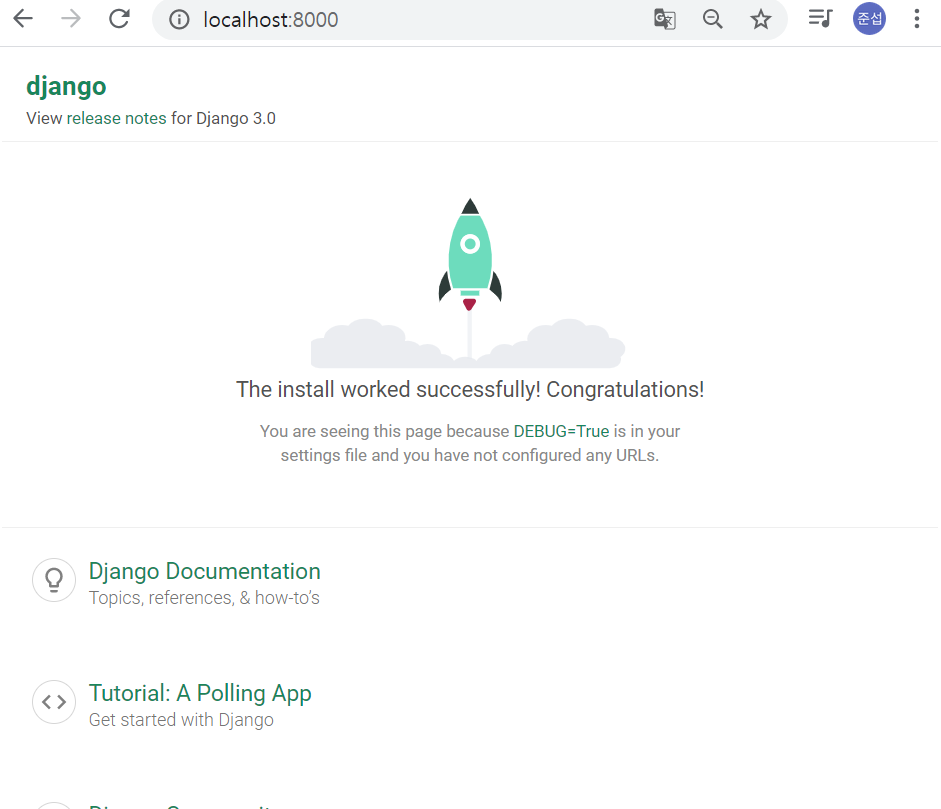 localhost:8000
준섭
django
View release notes for Django 3.0
The install worked successfully! Congratulations!
You are seeing this page because DEBUG=True is in your
settings file and you have not configured any URLs.
Django Documentation
Topics, references, & how-to’s
Tutorial: A Polling App
Get started with Django